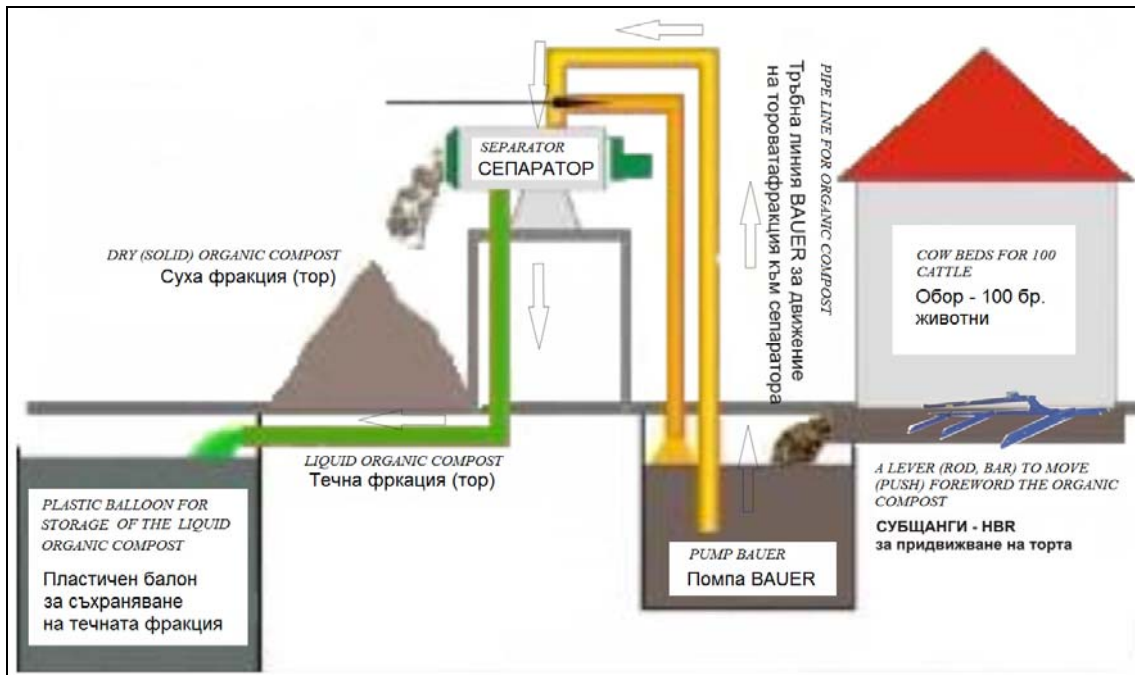 SEPARATOR
СЕПАРАТОР
DRY (SOLID) ORGANIC COMPOST
Суха фракция (тор)
PIPE LINE FOR ORGANIC COMPOST
Тръбна линия BAUER за движение
на тороватафракция към сепаратора
COW BEDS FOR 100
CATTLE
Обор - 100 бр.
животни
LIQUID ORGANIC COMPOST
Течна фркация (тор)
A LEVER (ROD, BAR) TO MOVE
(PUSH) FOREWORD THE ORGANIC
COMPOST
СУБЩАНГИ - HBR
за придвижване на торта
PLASTIC BALLOON FOR
STORAGE OF THE LIQUID
ORGANIC COMPOST
Пластичен балон
за съхраняване
на течната фракция
PUMP BAUER
Помпа BAUER